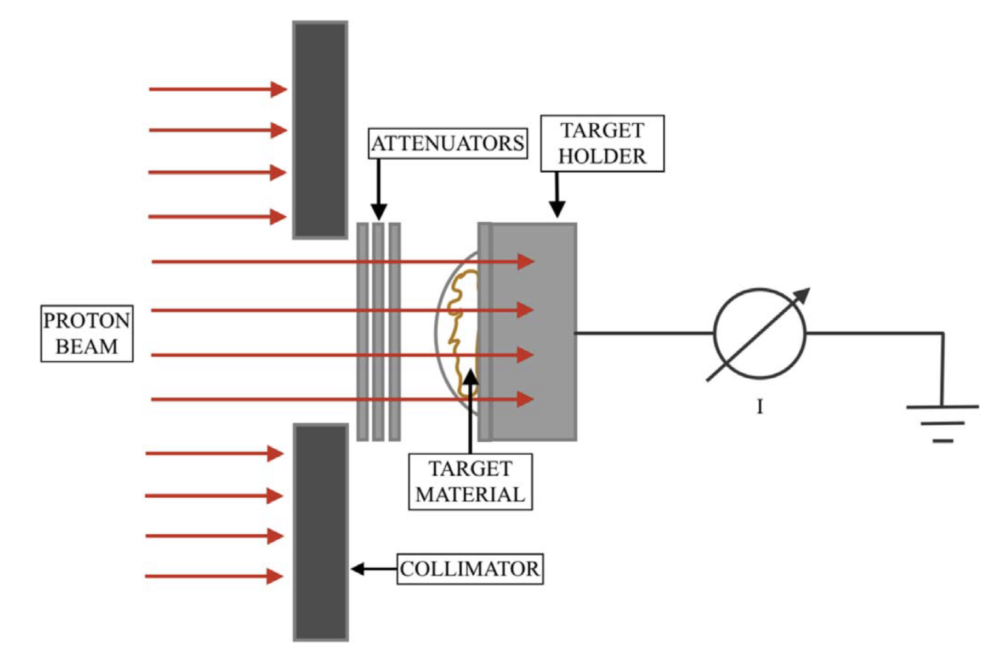 ATTENUATORS
TARGET
HOLDER
PROTON
BEAM
I
TARGET
MATERIAL
COLLIMATOR